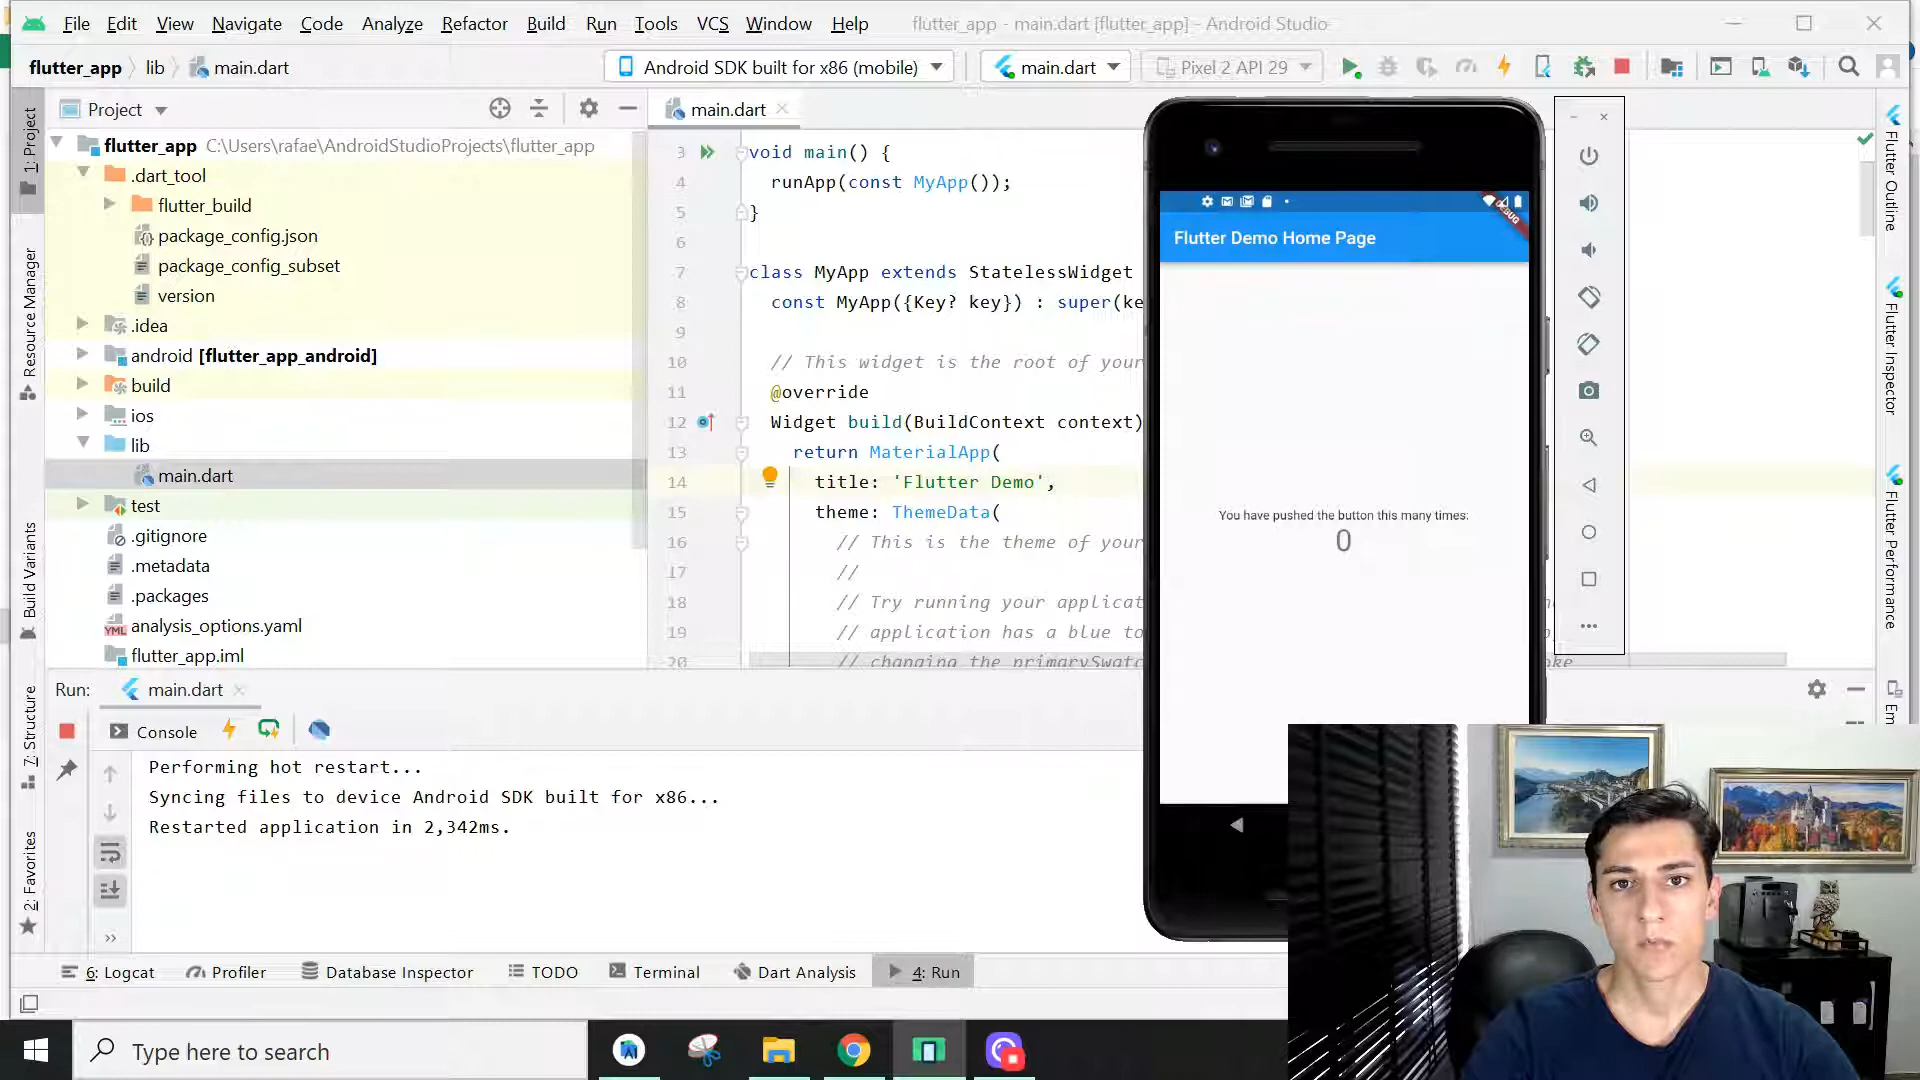 File Edit View Navigate Code Analyze Refactor Build Run Tools VCS Window Help flutter_app - main.dart [flutter_app] - Android Studio
flutter_app lib main.dart Android SDK built for x86 (mobile) main.dart Pixel 2 API 29
1: Project
Resource Manager
Build Variants
7: Structure
2: Favorites
Project
flutter_app C:\Users\rafae\AndroidStudioProjects\flutter_app
.dart_tool
flutter_build
package_config.json
package_config_subset
version
.idea
android [flutter_app_android]
build
ios
lib
main.dart
test
.gitignore
.metadata
.packages
YML analysis_options.yaml
flutter_app.iml
main.dart
3 void main() {
4 runApp(const MyApp());
5 }
6
7 class MyApp extends StatelessWidget
8 const MyApp({Key? key}) : super(ke
9
10 // This widget is the root of your
11 @override
12 Widget build(BuildContext context)
13 return MaterialApp(
14 title: 'Flutter Demo',
15 theme: ThemeData(
16 // This is the theme of your
17 //
18 // Try running your applicat
19 // application has a blue to
20 // changing the primarySwatc
DEBUG
Flutter Demo Home Page
You have pushed the button this many times:
0
Flutter Outline
Flutter Inspector
Flutter Performance
Em
Run: main.dart
Console
Performing hot restart...
Syncing files to device Android SDK built for x86...
Restarted application in 2,342ms.
6: Logcat Profiler Database Inspector TODO Terminal Dart Analysis 4: Run
Type here to search